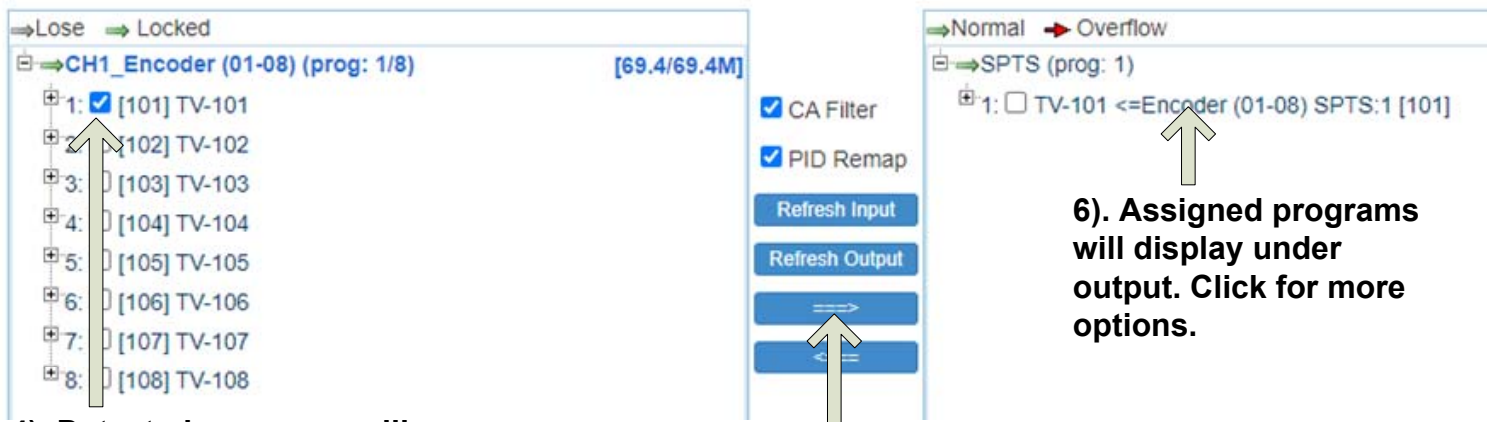 Lose Locked
CH1_Encoder (01-08) (prog: 1/8) [69.4/69.4M]
1: [101] TV-101
2: [102] TV-102
3: [103] TV-103
4: [104] TV-104
5: [105] TV-105
6: [106] TV-106
7: [107] TV-107
8: [108] TV-108
CA Filter
PID Remap
Refresh Input
Refresh Output
===>
<===
Normal Overflow
SPTS (prog: 1)
1: TV-101 <=Encoder (01-08) SPTS:1 [101]
6). Assigned programs
will display under
output. Click for more
options.